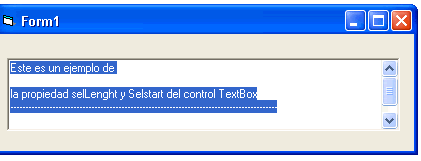 Form1
Este es un ejemplo de
la propiedad selLenght y Selstart del control TextBox
-----------------------------------------------------------------------------------------